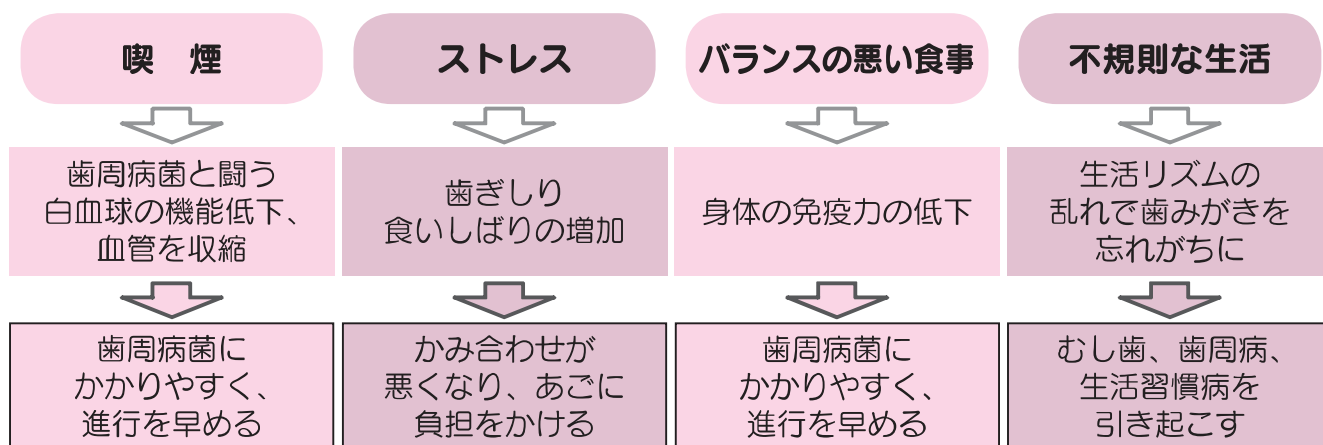 喫　煙
ストレス
バランスの悪い食事
不規則な生活
歯周病菌と闘う
白血球の機能低下、
血管を収縮
歯ぎしり
食いしばりの増加
身体の免疫力の低下
生活リズムの
乱れで歯みがきを
忘れがちに
歯周病菌に
かかりやすく、
進行を早める
かみ合わせが
悪くなり、あごに
負担をかける
歯周病菌に
かかりやすく、
進行を早める
むし歯、歯周病、
生活習慣病を
引き起こす